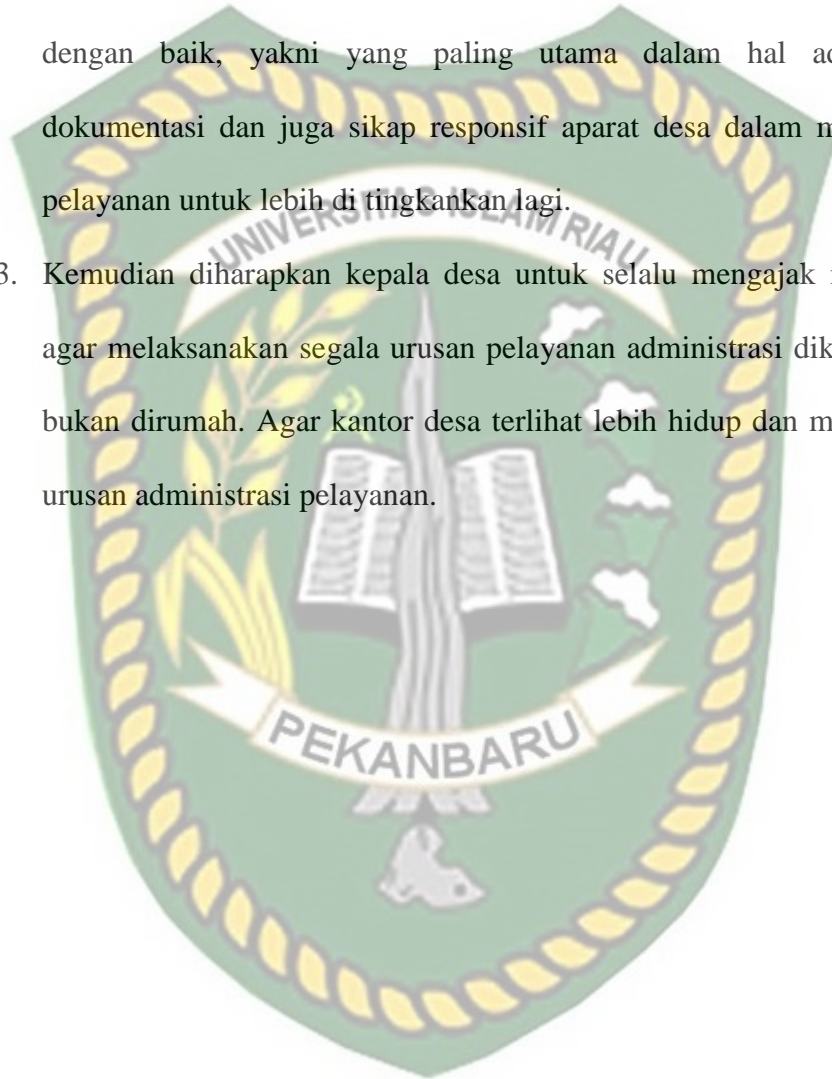 dengan baik, yakni yang paling utama dalam hal
dokumentasi dan juga sikap responsif aparat desa dalam
pelayanan untuk lebih di tingkankan lagi.
UNIVERSITAS ISLAM RIAU
3. Kemudian diharapkan kepala desa untuk selalu mengajak
agar melaksanakan segala urusan pelayanan administrasi
bukan dirumah. Agar kantor desa terlihat lebih hidup dan
urusan administrasi pelayanan.
PEKANBARU